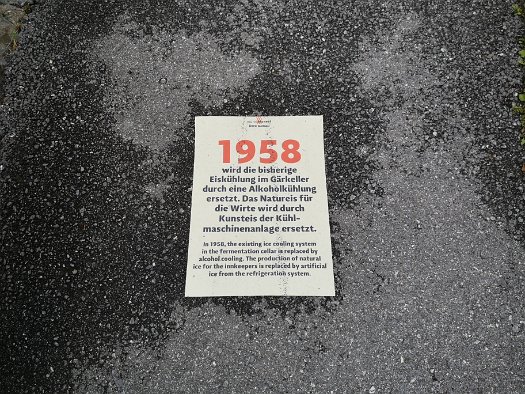 1958
wird die bisherige
Eiskühlung im Gärkeller
durch eine Alkoholkühlung
ersetzt. Das Natureis für
die Wirte wird durch
Kunsteis der Kühl-
maschinenanlage ersetzt.
In 1958, the existing ice cooling system
in the fermentation cellar is replaced by
alcohol cooling. The production of natural
ice for the innkeepers is replaced by artificial
ice from the refrigeration system.